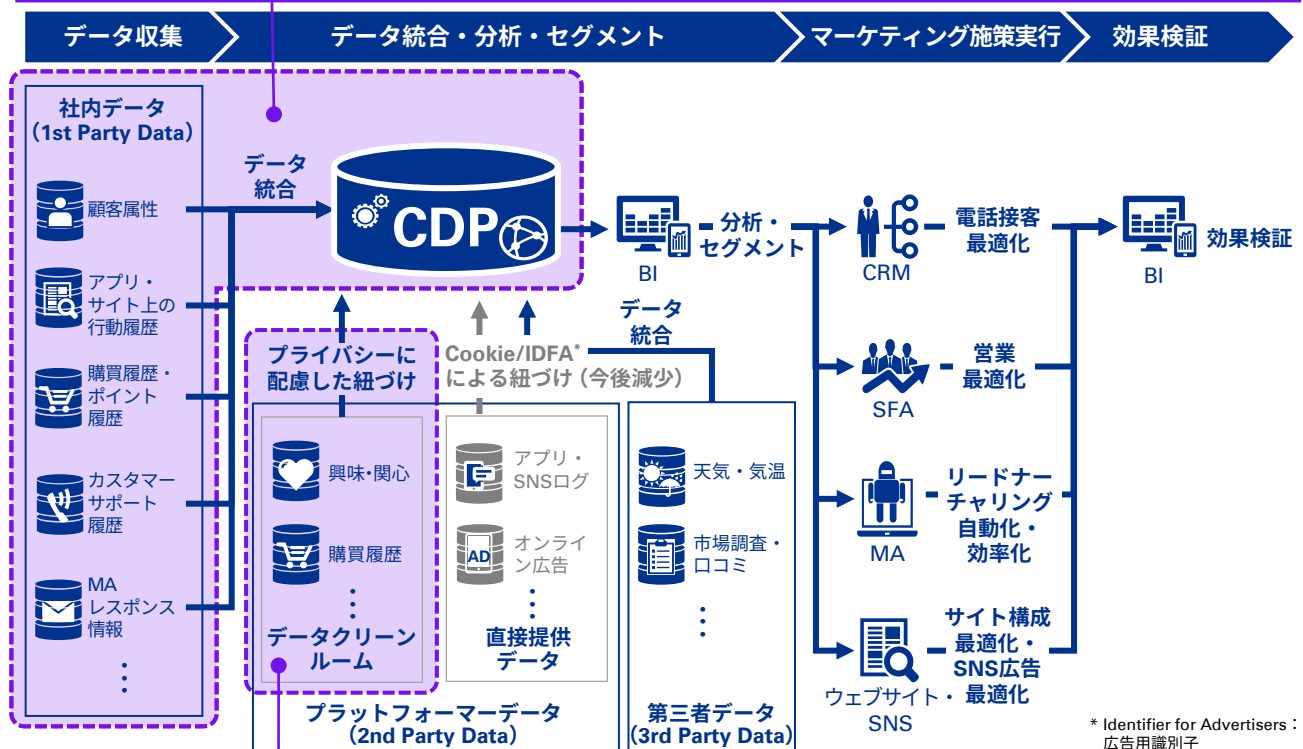 データ収集
データ統合・分析・セグメント
マーケティング施策実行
効果検証
社内データ
（1st Party Data）
顧客属性
アプリ・
サイト上の
行動履歴
購買履歴・
ポイント
履歴
カスタマー
サポート
履歴
MA
レスポンス
情報
データ
統合
CDP
BI
分析・
セグメント
データ
統合
プライバシーに
配慮した紐づけ
Cookie/IDFA*
による紐づけ（今後減少）
興味・関心
購買履歴
データクリーン
ルーム
アプリ・
SNSログ
AD
オンライ
ン広告
直接提供
データ
プラットフォーマーデータ
（2nd Party Data）
天気・気温
市場調査・
口コミ
第三者データ
（3rd Party Data）
CRM
電話接客
最適化
SFA
営業
最適化
MA
リードナー
チャリング
自動化・
効率化
ウェブサイト・
SNS
サイト構成
最適化・
SNS広告
最適化
BI
効果検証
* Identifier for Advertisers：
広告用識別子